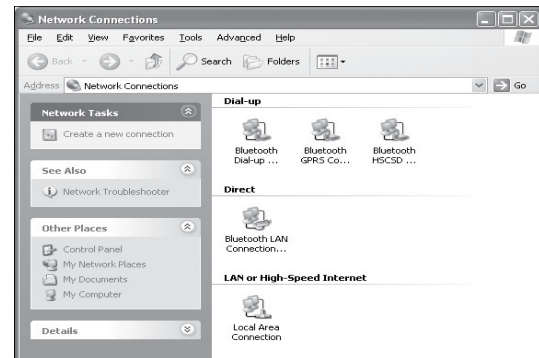 Network Connections
File Edit View Favorites Tools Advanced Help
Back Search Folders
Address Network Connections Go
Network Tasks
Create a new connection
See Also
Network Troubleshooter
Other Places
Control Panel
My Network Places
My Documents
My Computer
Details
Dial-up
Bluetooth Dial-up ...
Bluetooth GPRS Co...
Bluetooth HSCSD ...
Direct
Bluetooth LAN
Connection...
LAN or High-Speed Internet
Local Area
Connection